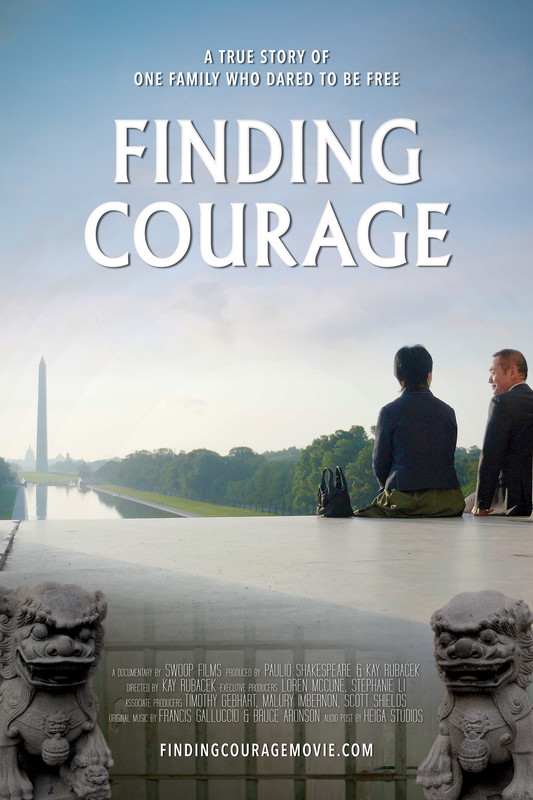 A TRUE STORY OF
ONE FAMILY WHO DARED TO BE FREE
FINDING
COURAGE
A DOCUMENTARY BY SWOOP FILMS PRODUCED BY PAULIO SHAKESPEARE & KAY RUBACEK
DIRECTED BY KAY RUBACEK EXECUTIVE PRODUCERS LOREN MCCUNE, STEPHANIE LI
ASSOCIATE PRODUCERS TIMOTHY GEBHART, MALURY IMBERNON, SCOTT SHIELDS
ORIGINAL MUSIC BY FRANCIS GALLUCCIO & BRUCE ARONSON AUDIO POST BY HEIGA STUDIOS
FINDINGCOURAGEMOVIE.COM